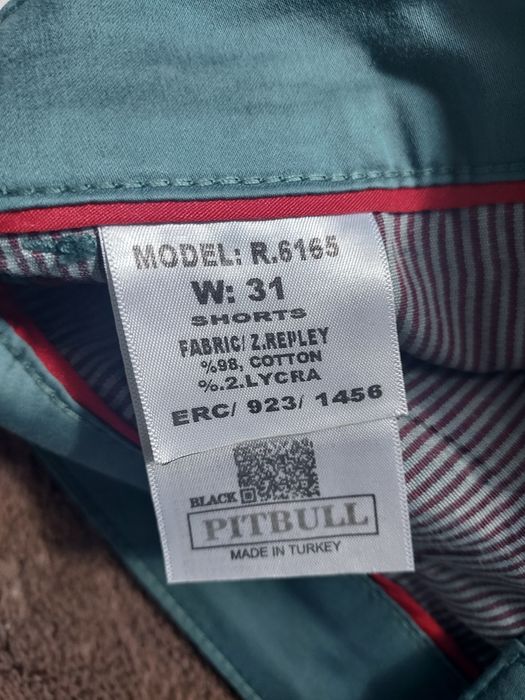 MODEL: R.6165
W: 31
SHORTS
FABRIC/ Z.REPLEY
%98, COTTON
%.2.LYCRA
ERC/ 923/ 1456
BLACK
PITBULL
MADE IN TURKEY